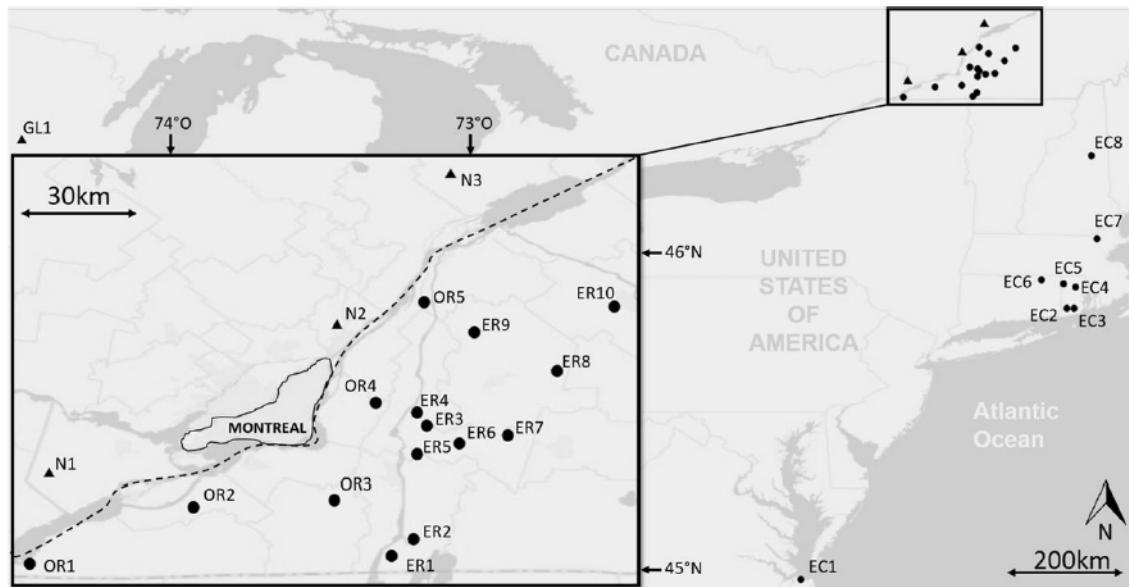 CANADA
GL1
74°O
73°O
30km
N3
46°N
EC8
EC7
UNITED
STATES
OF
AMERICA
EC6
EC5
EC4
EC2
EC3
OR5
ER10
N2
ER9
ER8
OR4
ER4
ER3
MONTREAL
ER6
ER7
ER5
N1
OR2
OR3
ER2
ER1
OR1
45°N
Atlantic
Ocean
N
EC1
200km